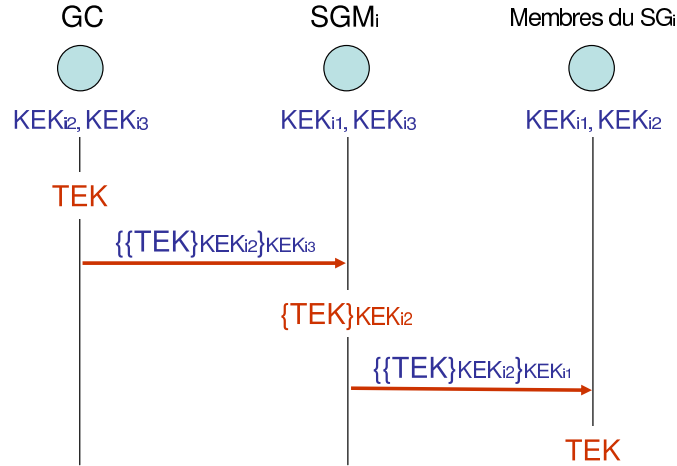 GC SGMi Membres du SGi
KEKi2, KEKi3 KEKi1, KEKi3 KEKi1, KEKi2
TEK
{{TEK}KEKi2}KEKi3
{TEK}KEKi2
{{TEK}KEKi2}KEKi1
TEK